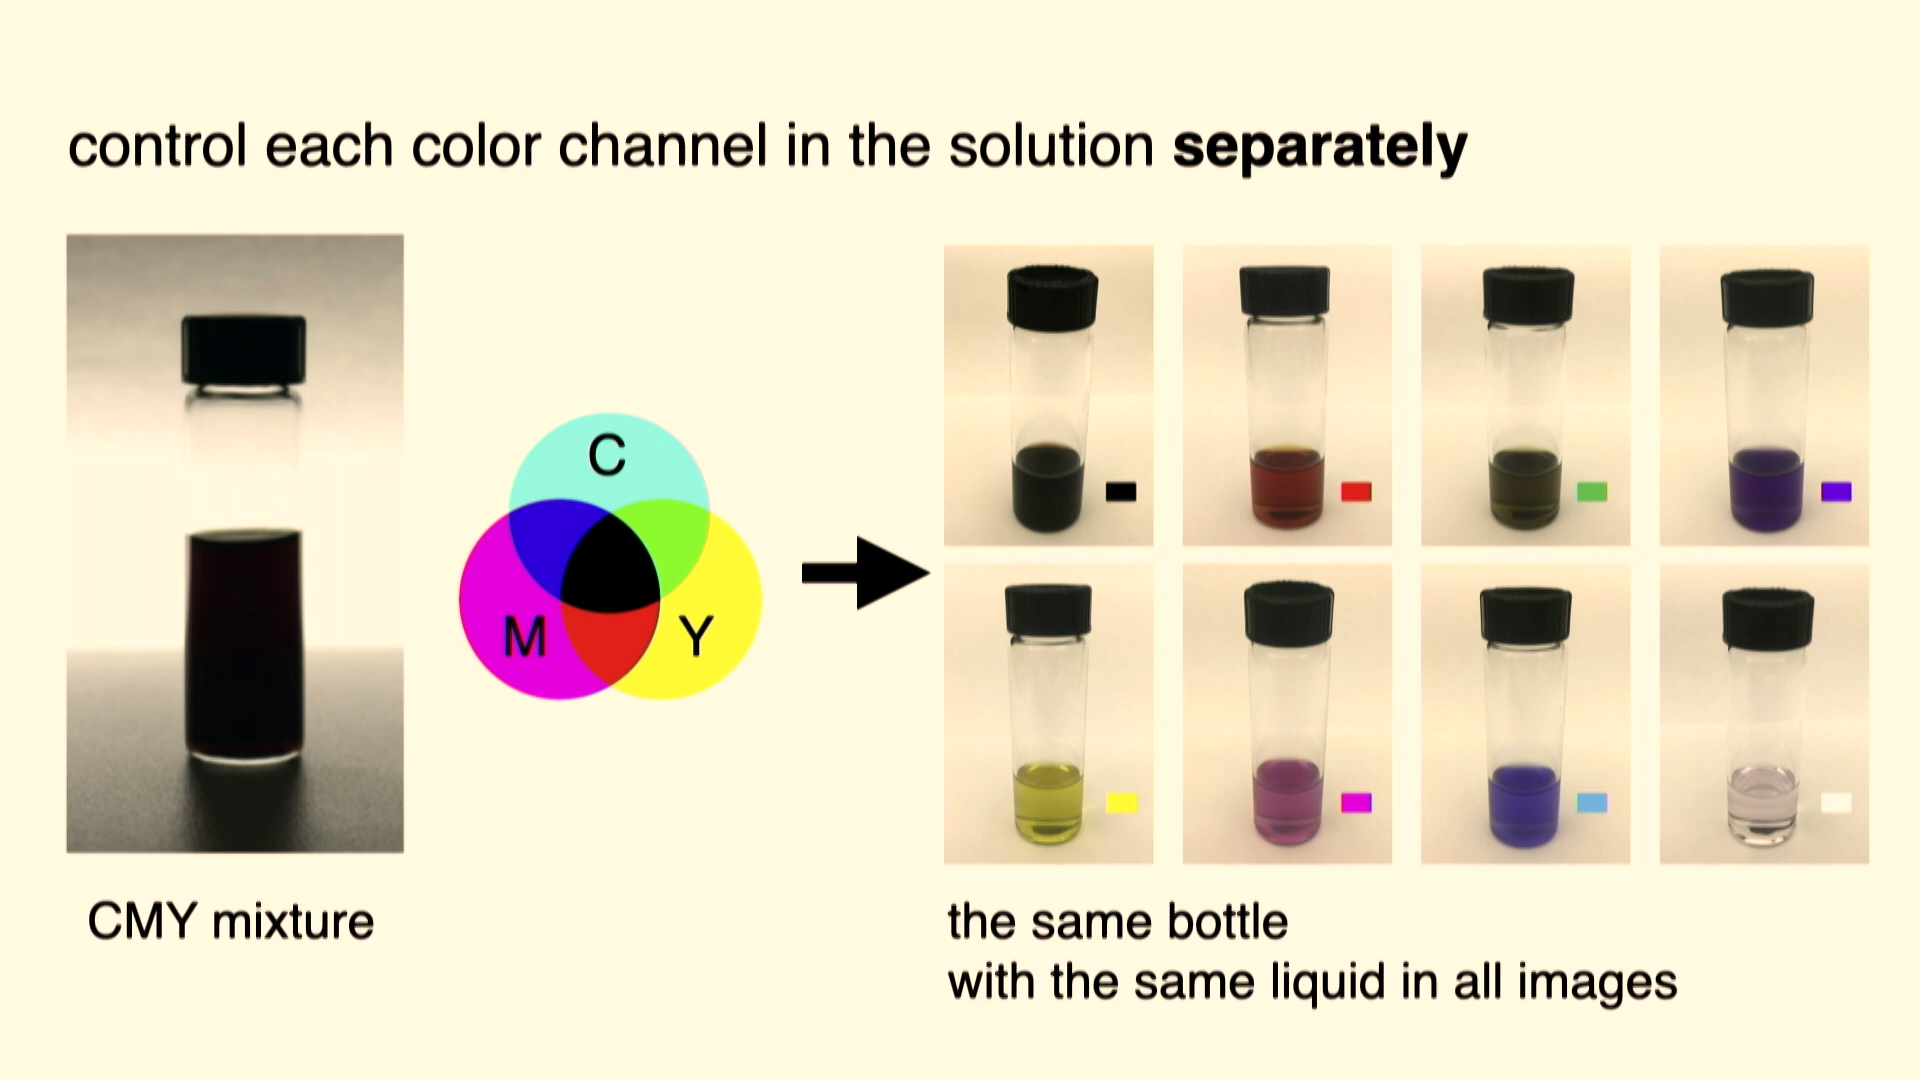 control each color channel in the solution separately
C
M
Y
CMY mixture
the same bottle
with the same liquid in all images